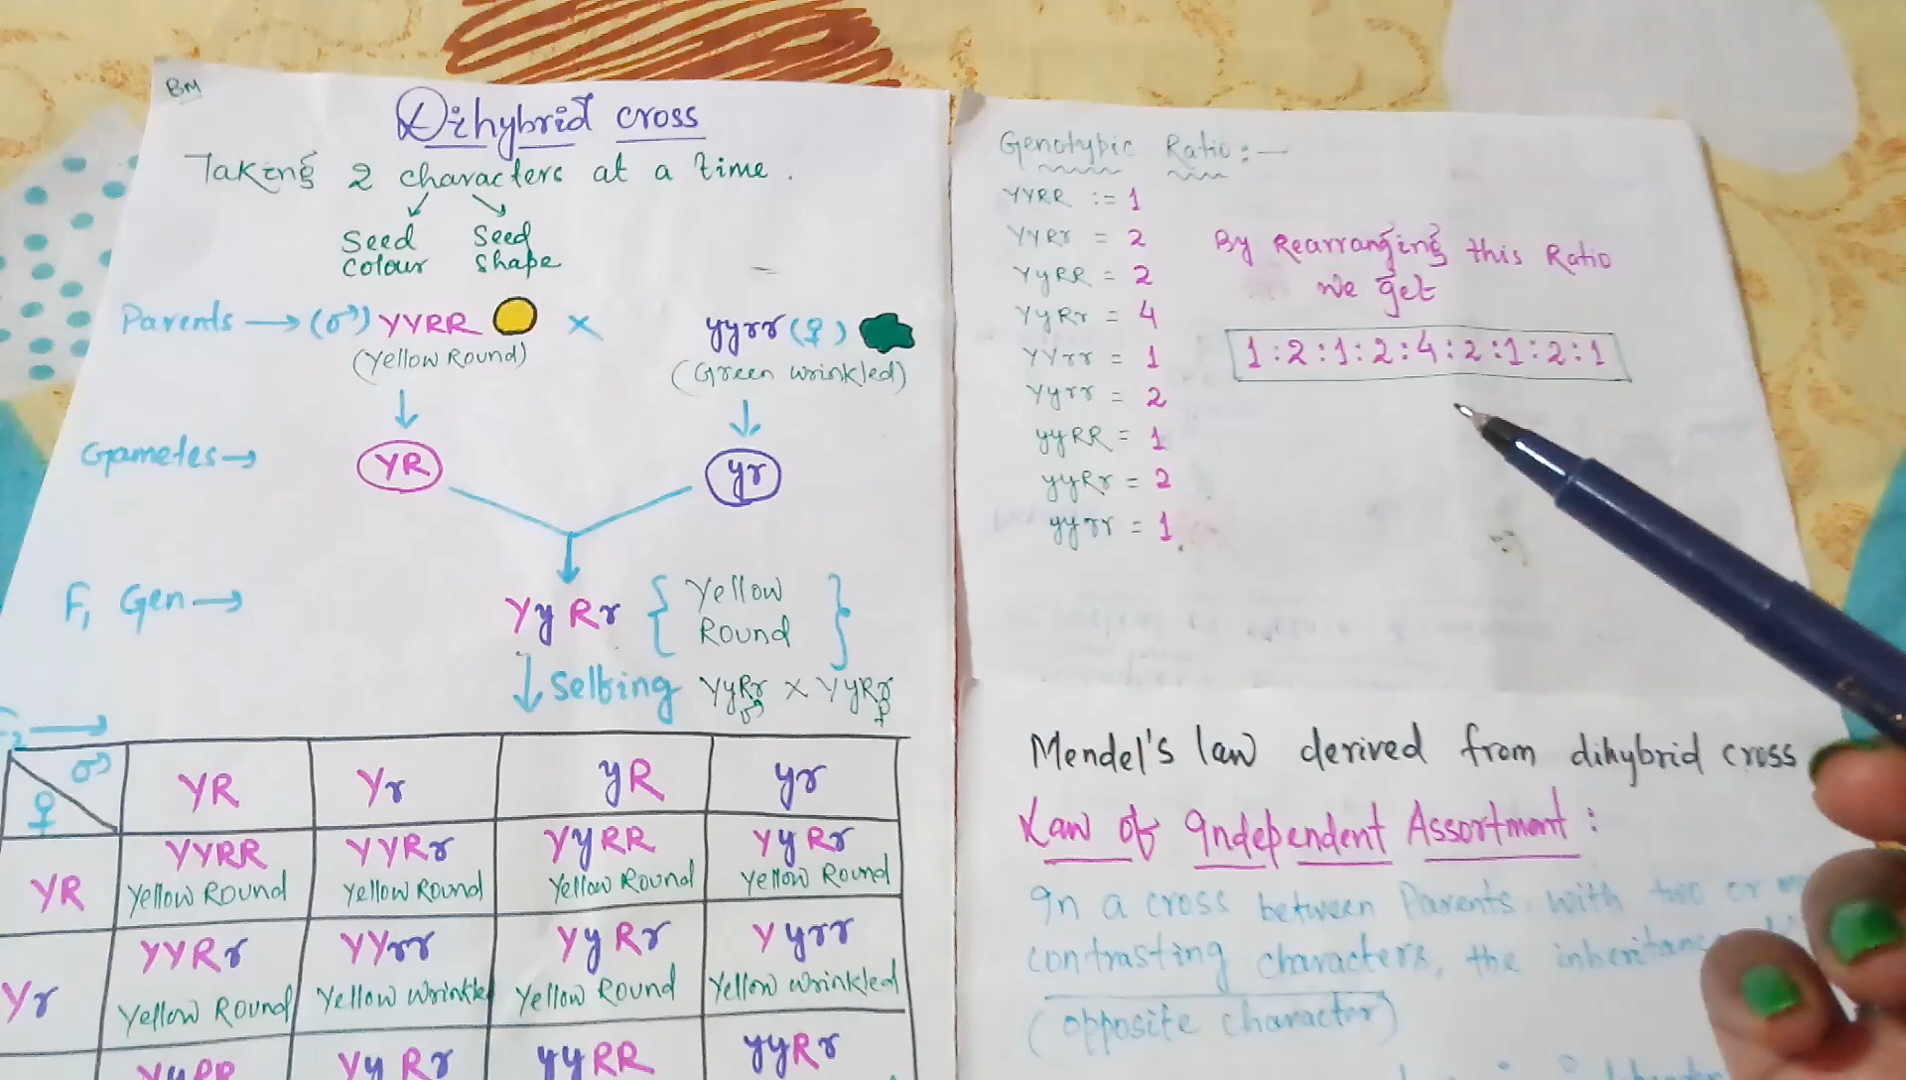 BM
Dihybrid cross
Taking 2 characters at a time.
Seed colour
Seed shape
Parents → (♂) YYRR × yyrr (♀)
(Yellow Round) (Green wrinkled)
Gametes → YR yr
F1 Gen → YyRr { Yellow Round }
↓ Selfing YyRr ♂ × YyRr ♀
♂
♀
YR Yr yR yr
YR YYRR YYRr YyRR YyRr
Yellow Round Yellow Round Yellow Round Yellow Round
Yr YYRr YYrr YyRr Yyrr
Yellow Round Yellow wrinkle Yellow Round Yellow wrinkled
YyRR YyRr yyRR yyRr
Genotypic Ratio :-
YYRR := 1
YYRr = 2
YyRR = 2
YyRr = 4
YYrr = 1
Yyrr = 2
yyRR = 1
yyRr = 2
yyrr = 1
By Rearranging this Ratio
we get
1:2:1:2:4:2:1:2:1
Mendel's law derived from dihybrid cross
Law of Independent Assortment :
In a cross between Parents with two or
contrasting characters, the
(opposite character)